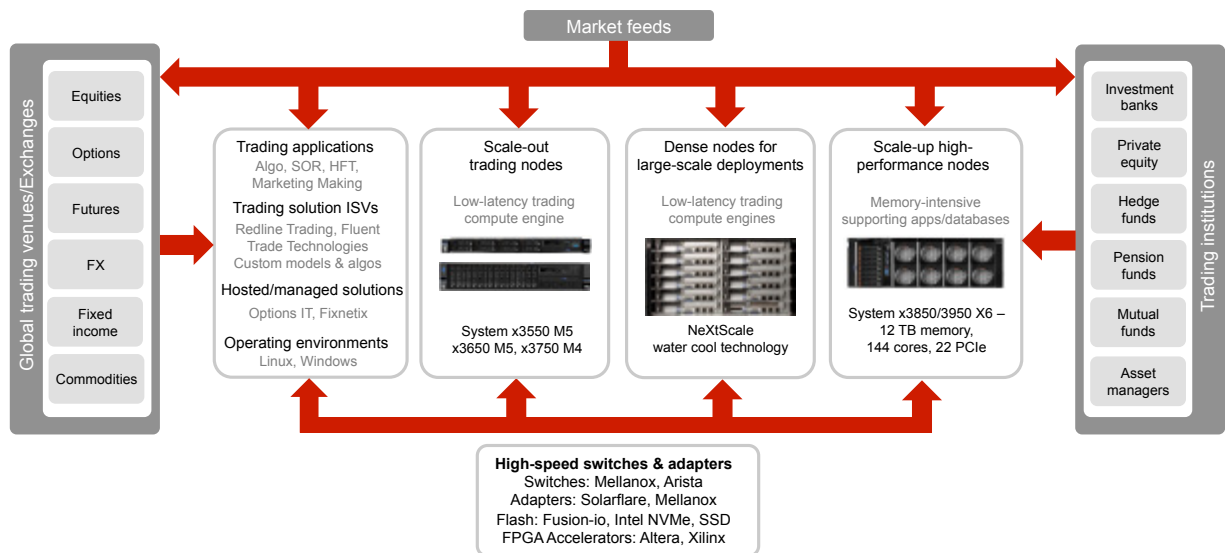 Market feeds
Global trading venues/Exchanges
Equities
Options
Futures
FX
Fixed
income
Commodities
Trading applications
Algo, SOR, HFT,
Marketing Making
Trading solution ISVs
Redline Trading, Fluent
Trade Technologies
Custom models & algos
Hosted/managed solutions
Options IT, Fixnetix
Operating environments
Linux, Windows
Scale-out
trading nodes
Low-latency trading
compute engine
System x3550 M5
x3650 M5, x3750 M4
Dense nodes for
large-scale deployments
Low-latency trading
compute engines
NeXtScale
water cool technology
Scale-up high-
performance nodes
Memory-intensive
supporting apps/databases
System x3850/3950 X6 –
12 TB memory,
144 cores, 22 PCIe
Investment
banks
Private
equity
Hedge
funds
Pension
funds
Mutual
funds
Asset
managers
Trading institutions
High-speed switches & adapters
Switches: Mellanox, Arista
Adapters: Solarflare, Mellanox
Flash: Fusion-io, Intel NVMe, SSD
FPGA Accelerators: Altera, Xilinx